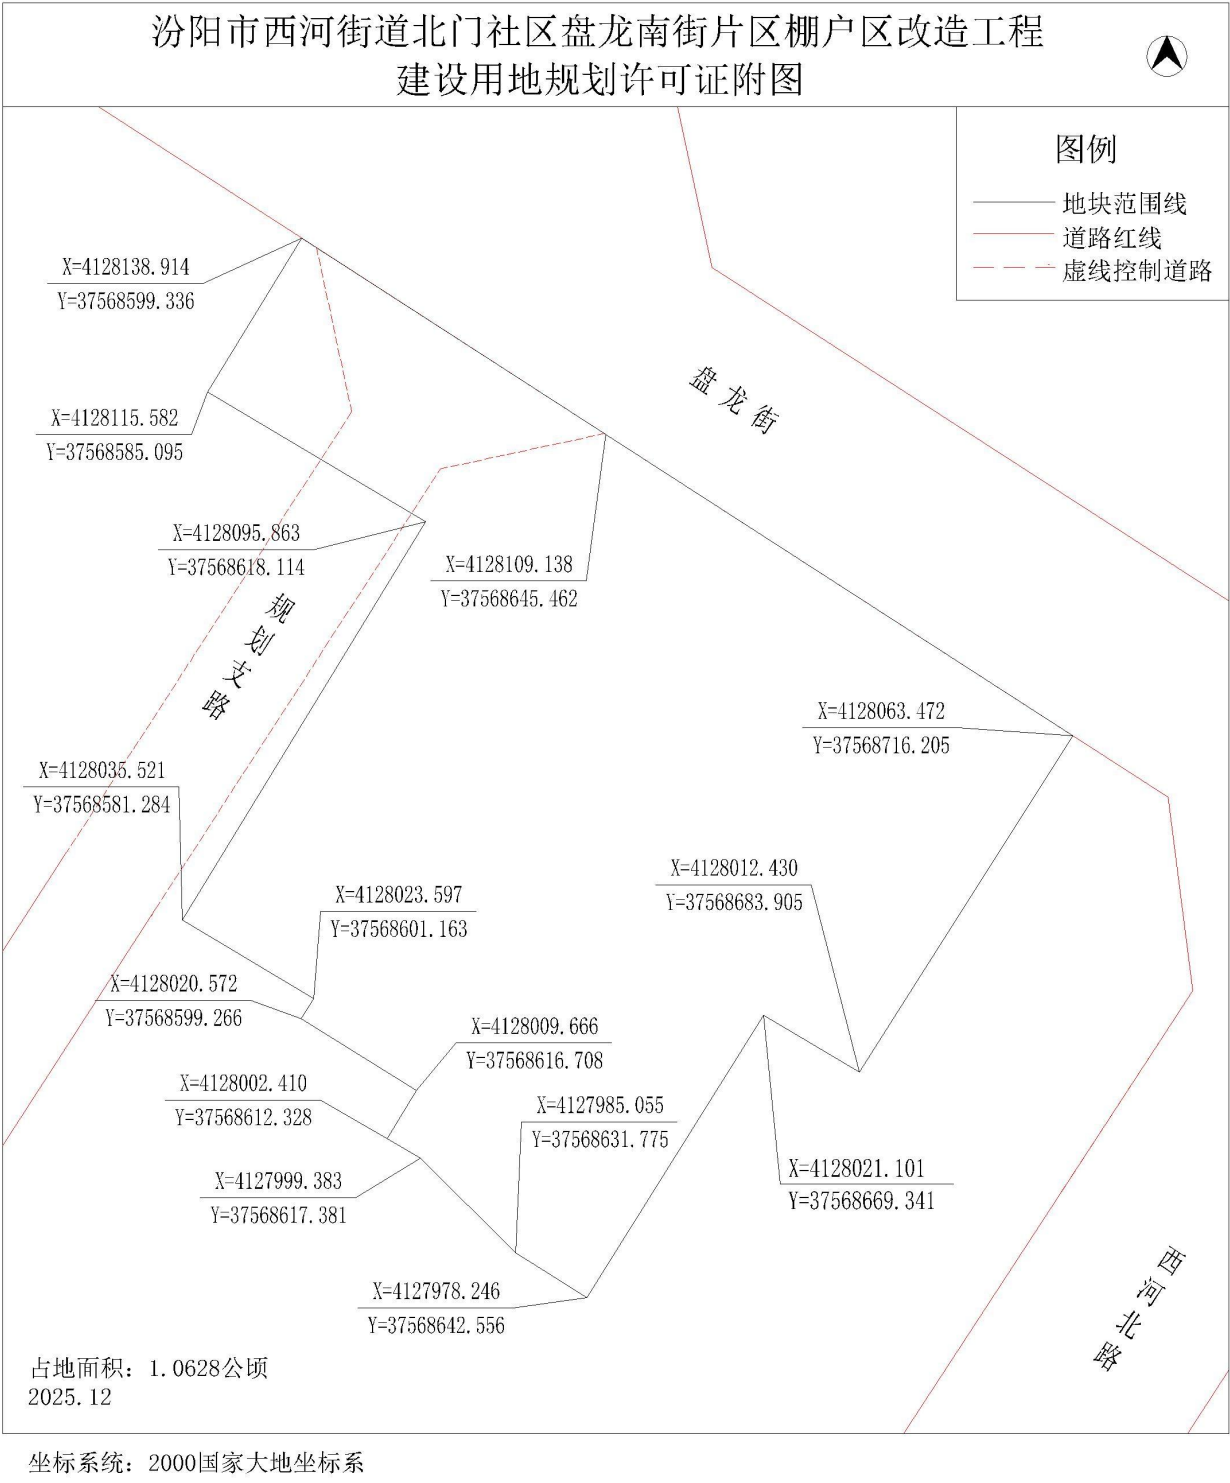 汾阳市西河街道北门社区盘龙南街片区棚户区改造工程
建设用地规划许可证附图
图例
地块范围线
道路红线
虚线控制道路
X=4128138.914
Y=37568599.336
盘龙街
X=4128115.582
Y=37568585.095
X=4128095.863
Y=37568618.114
X=4128109.138
Y=37568645.462
规划支路
X=4128063.472
Y=37568716.205
X=4128035.521
Y=37568581.284
X=4128012.430
Y=37568683.905
X=4128023.597
Y=37568601.163
X=4128020.572
Y=37568599.266
X=4128009.666
Y=37568616.708
X=4128002.410
Y=37568612.328
X=4127985.055
Y=37568631.775
X=4128021.101
Y=37568669.341
X=4127999.383
Y=37568617.381
X=4127978.246
Y=37568642.556
西河北路
占地面积：1.0628公顷
2025.12
坐标系统：2000国家大地坐标系